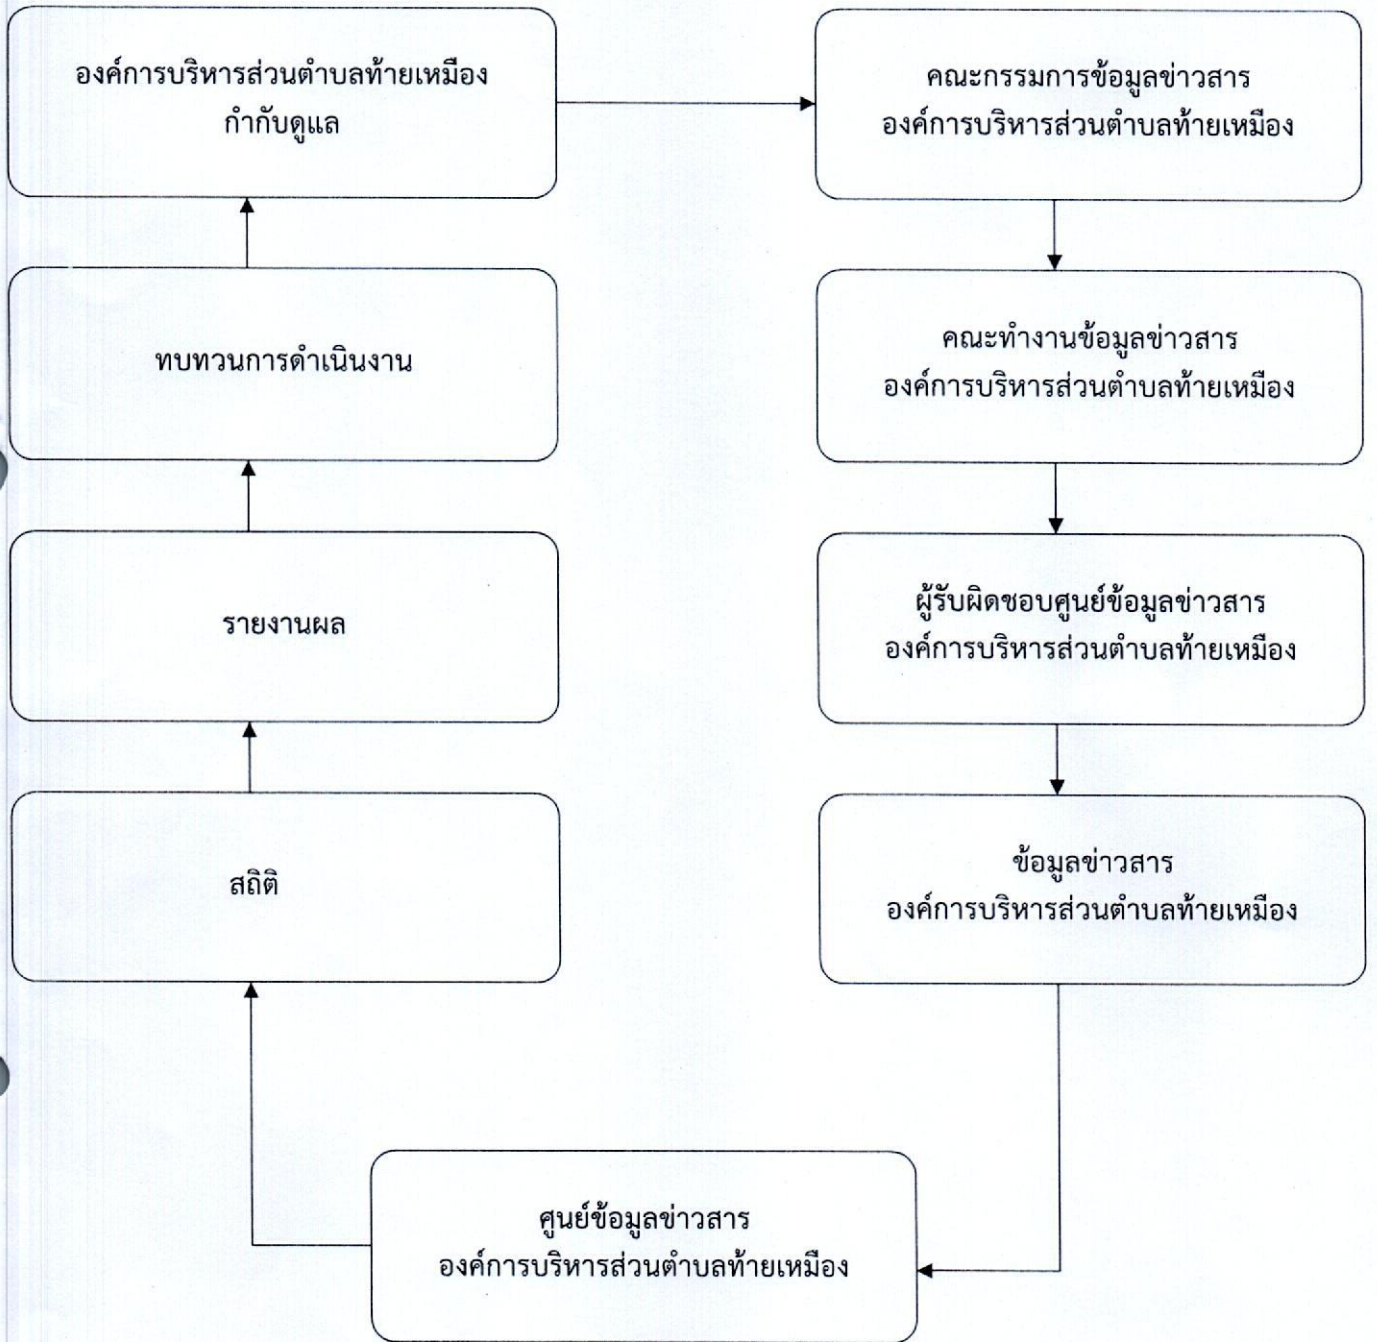 องค์การบริหารส่วนตำบลท้ายเหมือง
กำกับดูแล
คณะกรรมการข้อมูลข่าวสาร
องค์การบริหารส่วนตำบลท้ายเหมือง
ทบทวนการดำเนินงาน
คณะทำงานข้อมูลข่าวสาร
องค์การบริหารส่วนตำบลท้ายเหมือง
รายงานผล
ผู้รับผิดชอบศูนย์ข้อมูลข่าวสาร
องค์การบริหารส่วนตำบลท้ายเหมือง
สถิติ
ข้อมูลข่าวสาร
องค์การบริหารส่วนตำบลท้ายเหมือง
ศูนย์ข้อมูลข่าวสาร
องค์การบริหารส่วนตำบลท้ายเหมือง